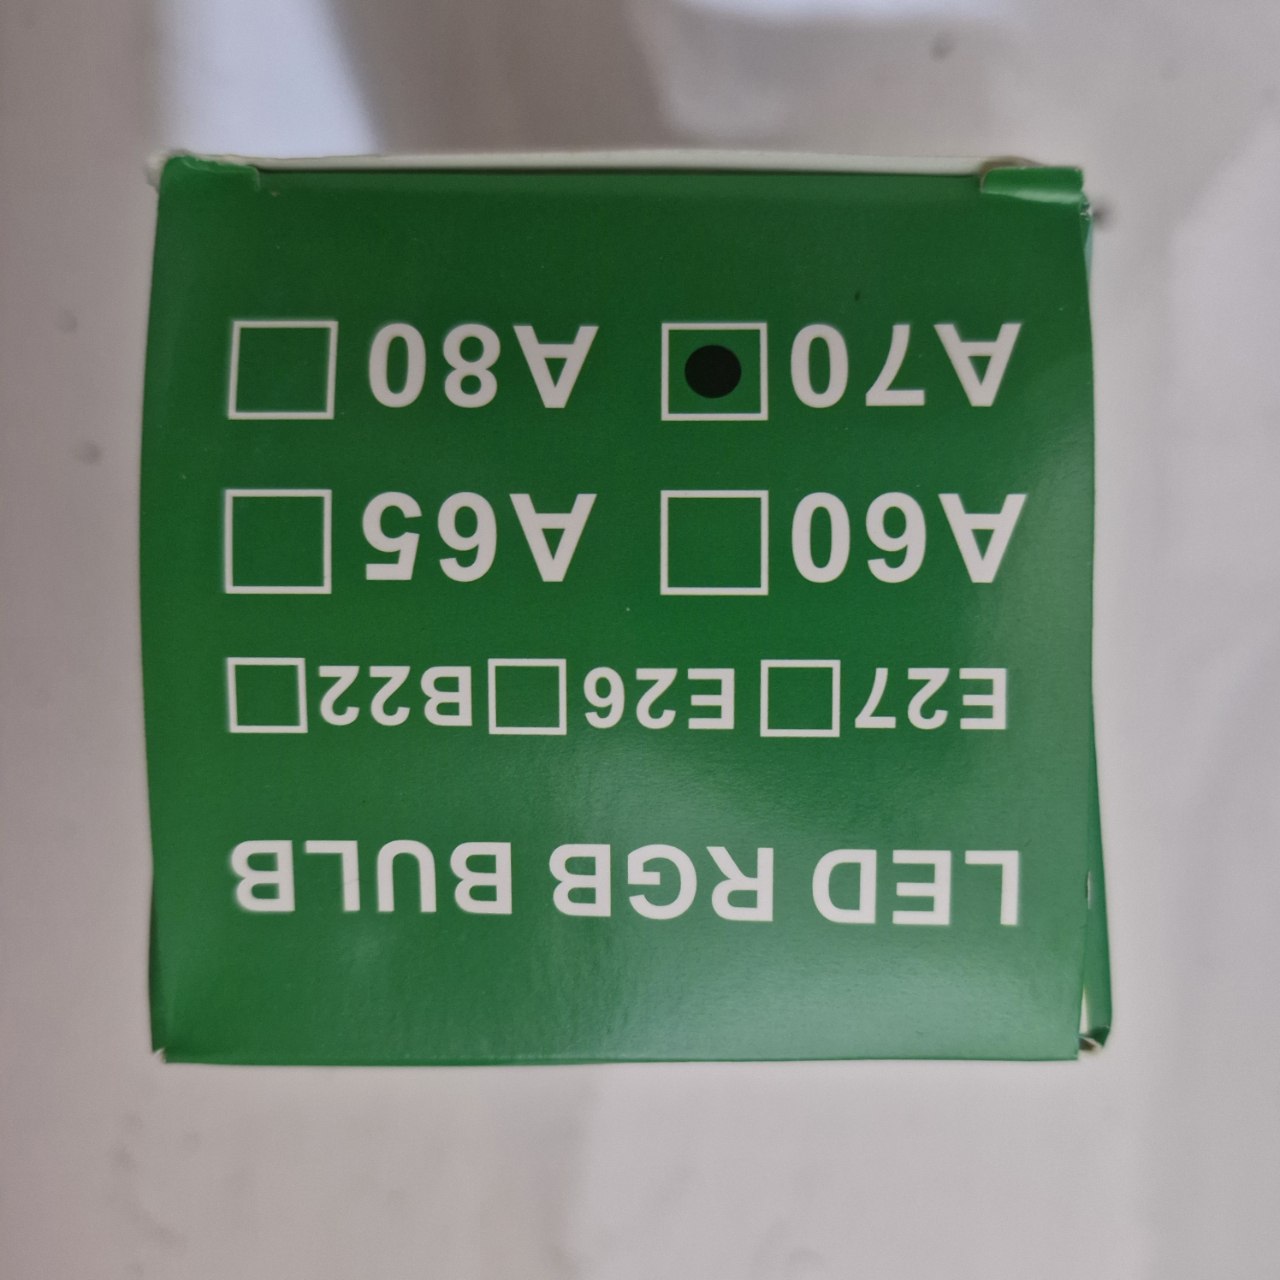 LED RGB BULB
E27 E26 B22
A60 A65
A70 A80